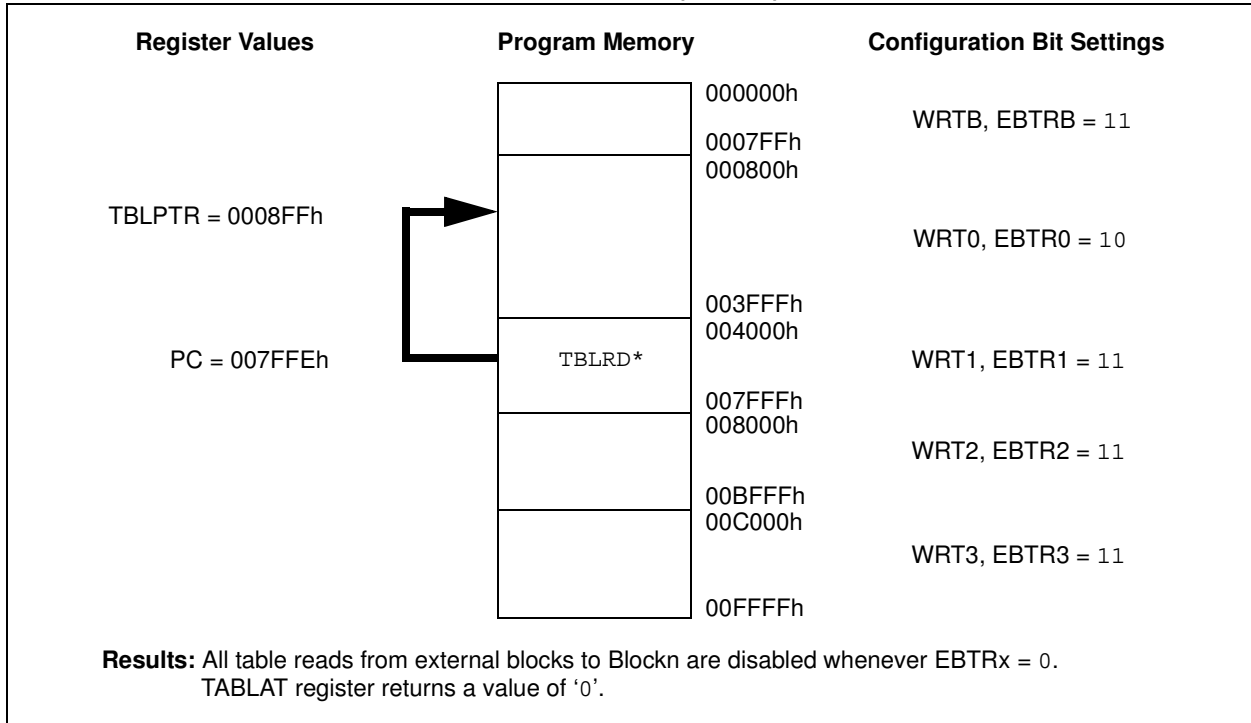 Register Values Program Memory Configuration Bit Settings
000000h
WRTB, EBTRB = 11
0007FFh
000800h
TBLPTR = 0008FFh
WRT0, EBTR0 = 10
003FFFh
004000h
PC = 007FFEh TBLRD* WRT1, EBTR1 = 11
007FFFh
008000h
WRT2, EBTR2 = 11
00BFFFh
00C000h
WRT3, EBTR3 = 11
00FFFFh
Results: All table reads from external blocks to Blockn are disabled whenever EBTRx = 0.
TABLAT register returns a value of ‘0’.